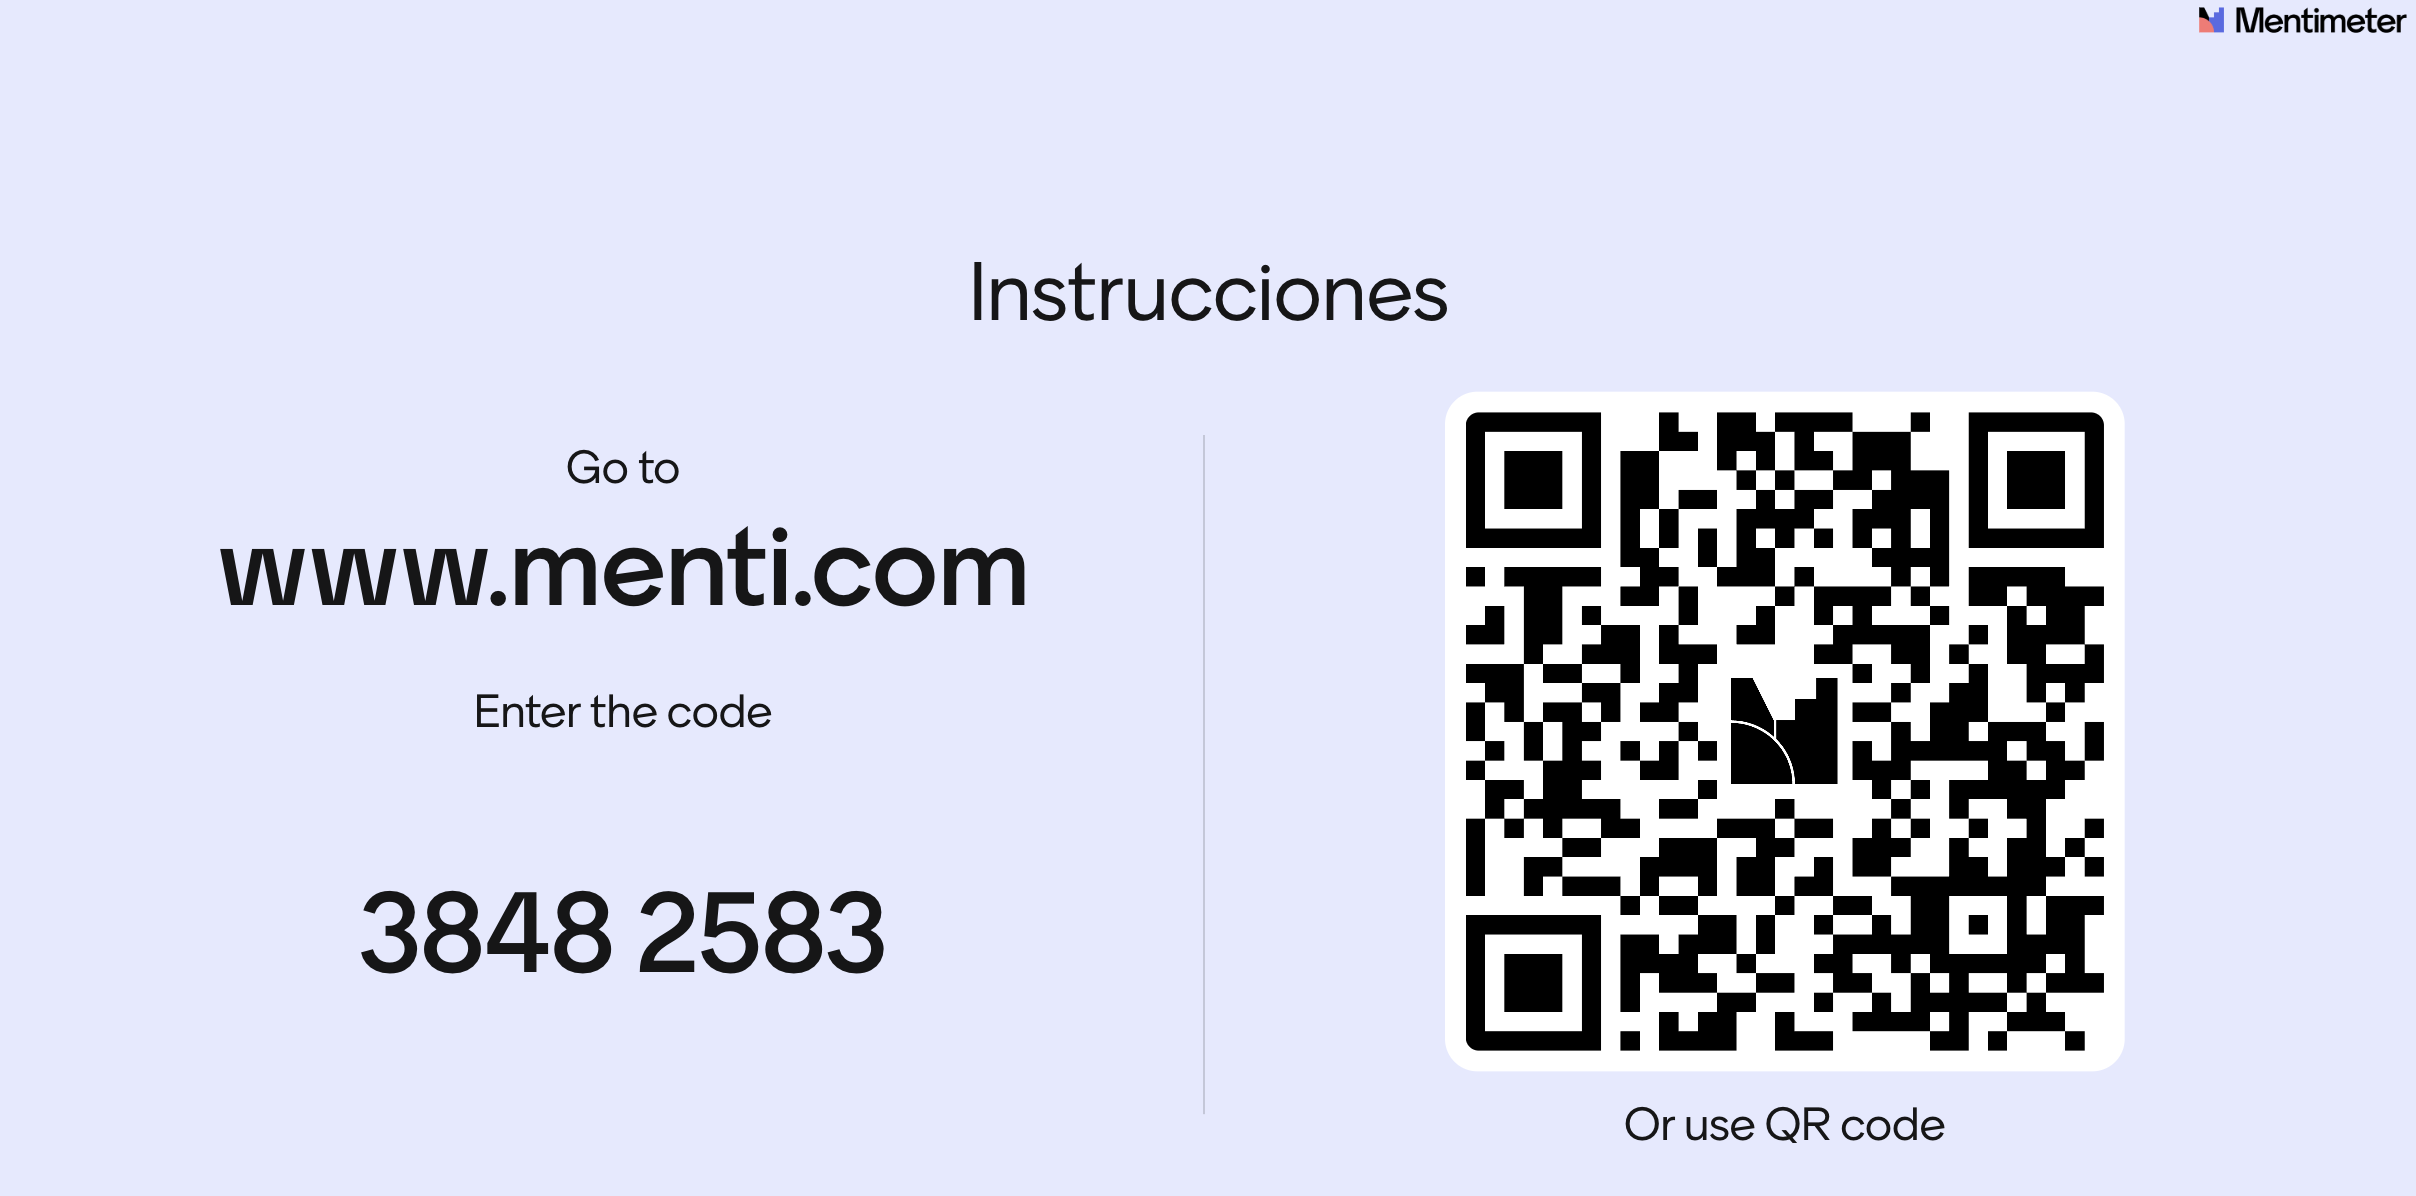 Mentimeter
Instrucciones
Go to
www.menti.com
Enter the code
3848 2583
Or use QR code